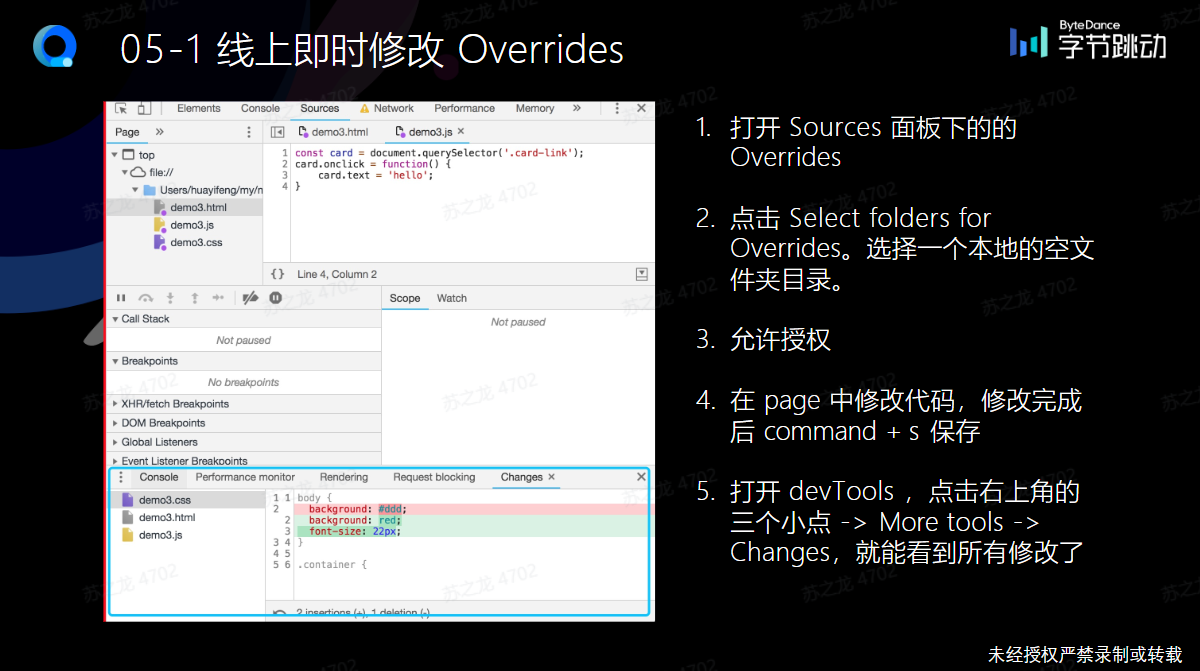 05-1 线上即时修改 Overrides
ByteDance
字节跳动
Elements Console Sources Network Performance Memory »
Page »
demo3.html demo3.js ×
top
file://
Users/huayifeng/my/n
demo3.html
demo3.js
demo3.css
1 const card = document.querySelector('.card-link');
2 card.onclick = function() {
3 card.text = 'hello';
4 }
{} Line 4, Column 2
Scope Watch
Call Stack
Not paused
Not paused
Breakpoints
No breakpoints
XHR/fetch Breakpoints
DOM Breakpoints
Global Listeners
Event Listener Breakpoints
Console Performance monitor Rendering Request blocking Changes ×
demo3.css
demo3.html
demo3.js
1 1 body {
2 background: #ddd;
2 background: red;
3 font-size: 22px;
3 4 }
4 5
5 6 .container {
2 insertions (+), 1 deletion (-)
1. 打开 Sources 面板下的的
Overrides
2. 点击 Select folders for
Overrides。选择一个本地的空文
件夹目录。
3. 允许授权
4. 在 page 中修改代码，修改完成
后 command + s 保存
5. 打开 devTools ，点击右上角的
三个小点 -> More tools ->
Changes，就能看到所有修改了
未经授权严禁录制或转载
苏之龙 4702